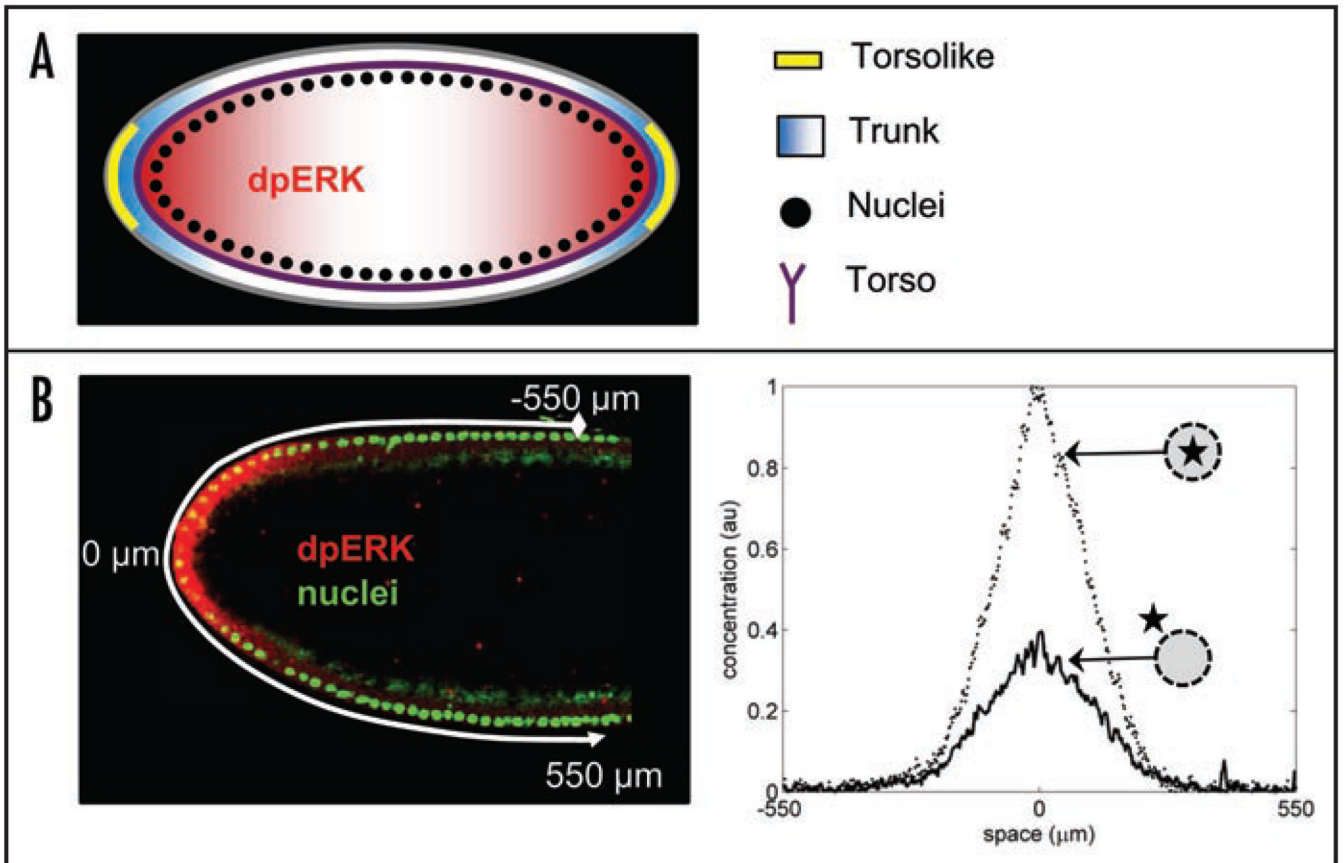 A
dpERK
Torsolike
Trunk
Nuclei
Torso
B
-550 µm
0 µm
dpERK
nuclei
550 µm
concentration (au)
1
0.8
0.6
0.4
0.2
0
-550
0
550
space (µm)